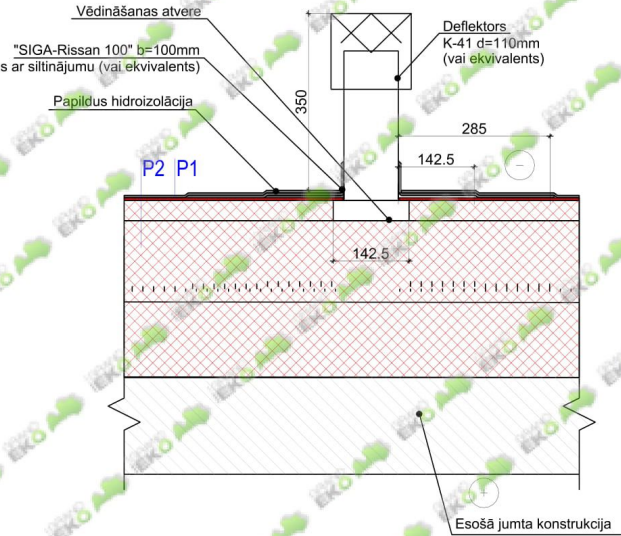 Vēdināšanas atvere
"SIGA-Rissan 100" b=100mm
s ar siltinājumu (vai ekvivalents)
Papildus hidroizolācija
Deflektors
K-41 d=110mm
(vai ekvivalents)
350
285
142.5
P2 P1
142.5
Esošā jumta konstrukcija